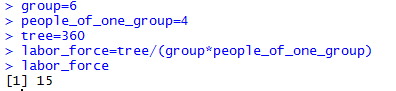 > group=6
> people_of_one_group=4
> tree=360
> labor_force=tree/(group*people_of_one_group)
> labor_force
[1] 15